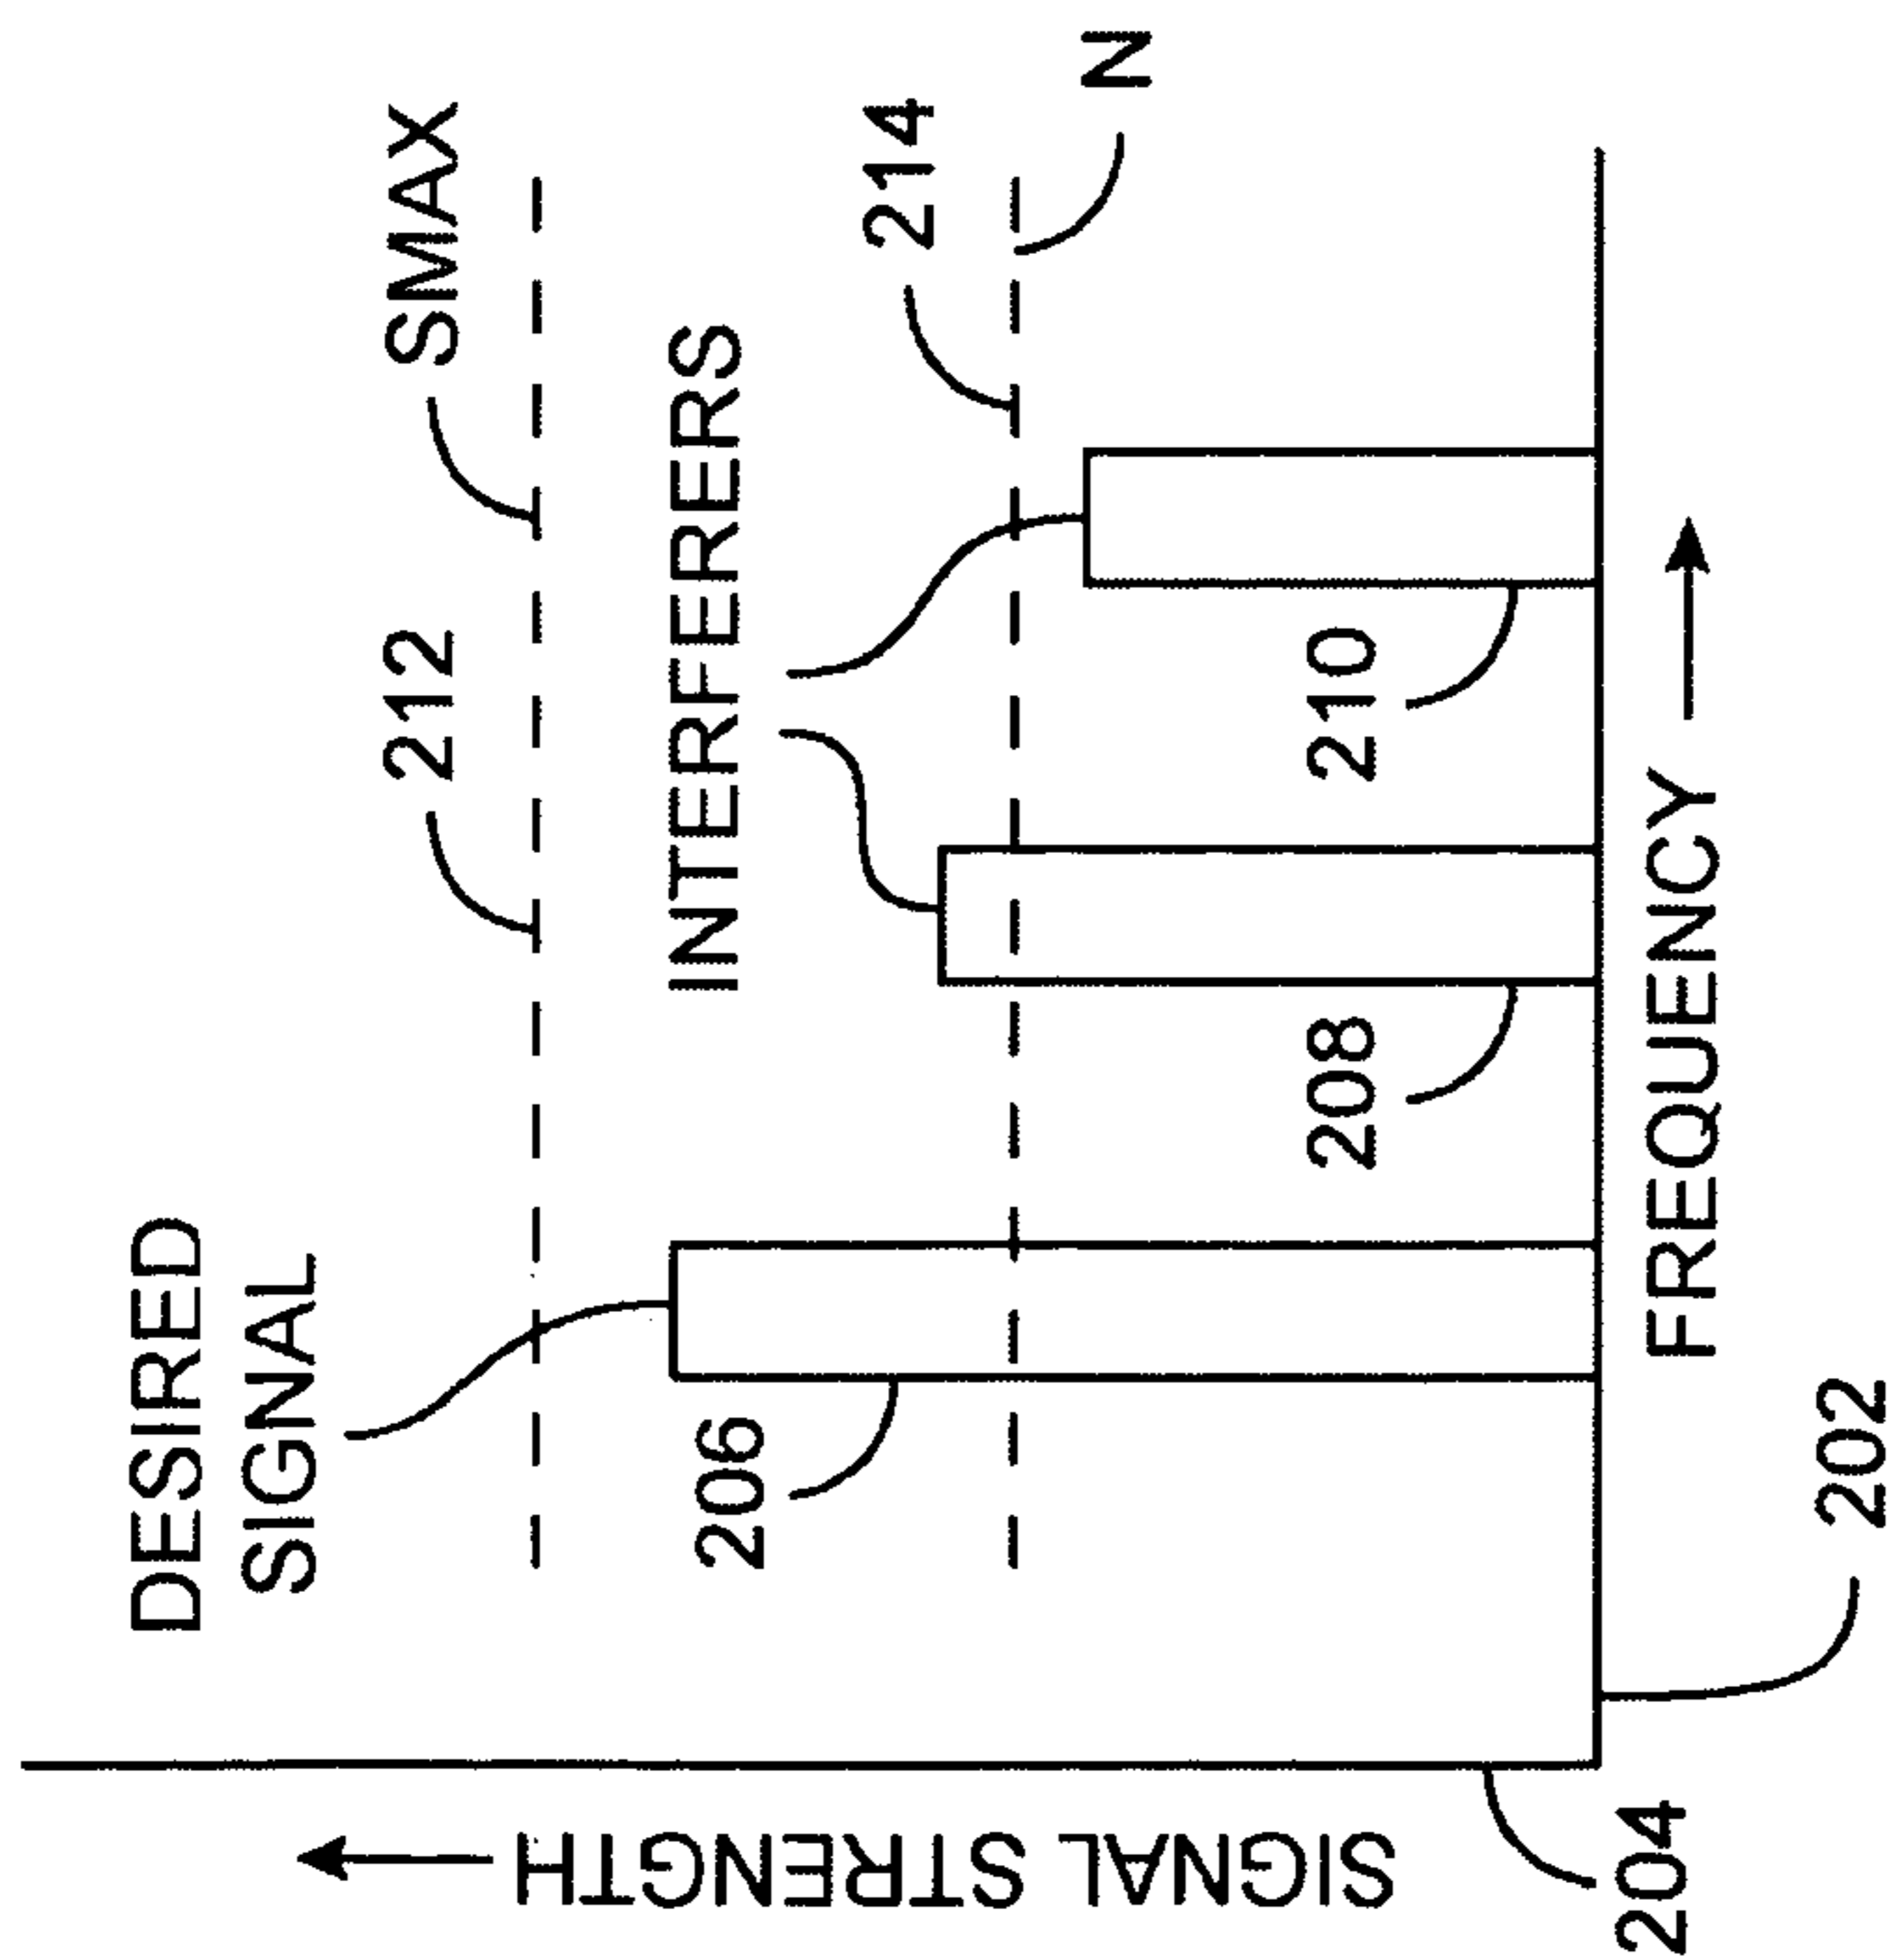 DESIRED
SIGNAL
212
SMAX
INTERFERERS
206
214
N
208
210
SIGNAL STRENGTH
FREQUENCY
204
202